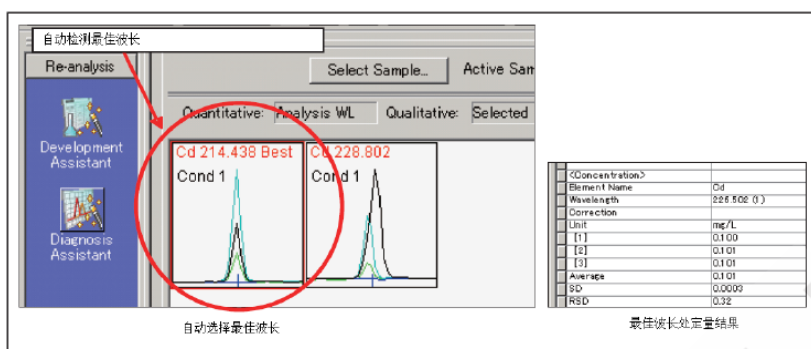 自动检测最佳波长
Re-analysis
Select Sample...
Active Sam
Quantitative: Analysis WL
Qualitative: Selected
Development
Assistant
Diagnosis
Assistant
Cd 214.438 Best
Cond 1
Cd 228.802
Cond 1
自动选择最佳波长
<Concentration>
Element Name Cd
Wavelength 226.502 (1)
Correction
Unit mg/L
[1] 0.100
[2] 0.101
[3] 0.101
Average 0.101
SD 0.0003
RSD 0.32
最佳波长处定量结果